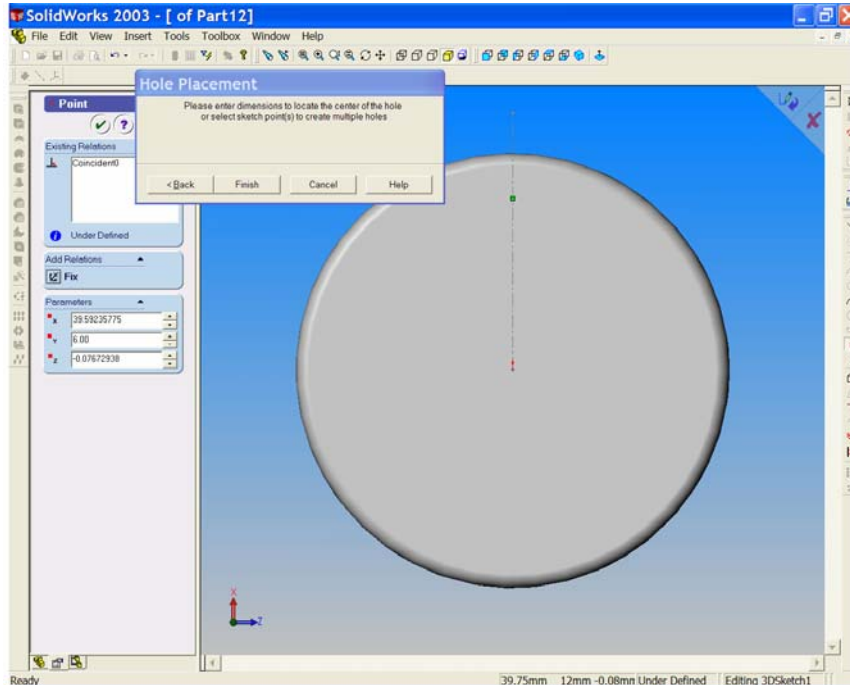 SolidWorks 2003 - [ of Part12]
File Edit View Insert Tools Toolbox Window Help
Hole Placement
Please enter dimensions to locate the center of the hole
or select sketch point(s) to create multiple holes
< Back Finish Cancel Help
Point
Existing Relations
Coincident0
Under Defined
Add Relations
Fix
Parameters
x 39.59235775
Y 6.00
z -0.07672938
X
Z
Ready 39.75mm 12mm -0.08mm Under Defined Editing 3DSketch1